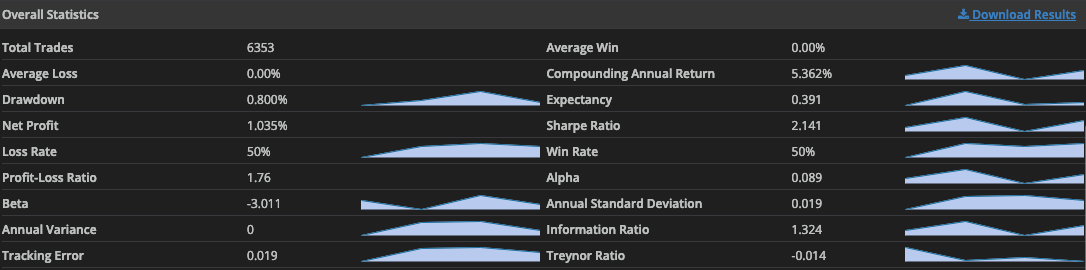 Overall Statistics Download Results
Total Trades 6353 Average Win 0.00%
Average Loss 0.00% Compounding Annual Return 5.362%
Drawdown 0.800% Expectancy 0.391
Net Profit 1.035% Sharpe Ratio 2.141
Loss Rate 50% Win Rate 50%
Profit-Loss Ratio 1.76 Alpha 0.089
Beta -3.011 Annual Standard Deviation 0.019
Annual Variance 0 Information Ratio 1.324
Tracking Error 0.019 Treynor Ratio -0.014